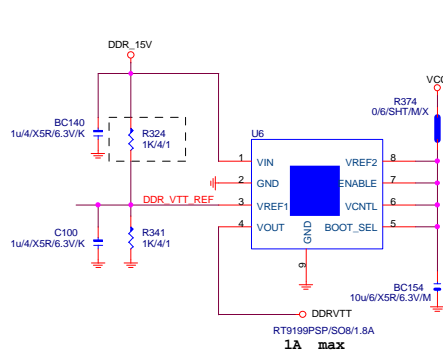 DDR_15V
VCC
BC140
1u/4/X5R/6.3V/K
R324
1K/4/1
R374
0/6/SHT/M/X
U6
1 VIN VREF2 8
2 GND ENABLE 7
DDR_VTT_REF 3 VREF1 VCNTL 6
4 VOUT BOOT_SEL 5
GND
9
C100
1u/4/X5R/6.3V/K
R341
1K/4/1
BC154
10u/6/X5R/6.3V/M
DDRVTT
RT9199PSP/SO8/1.8A
1A max